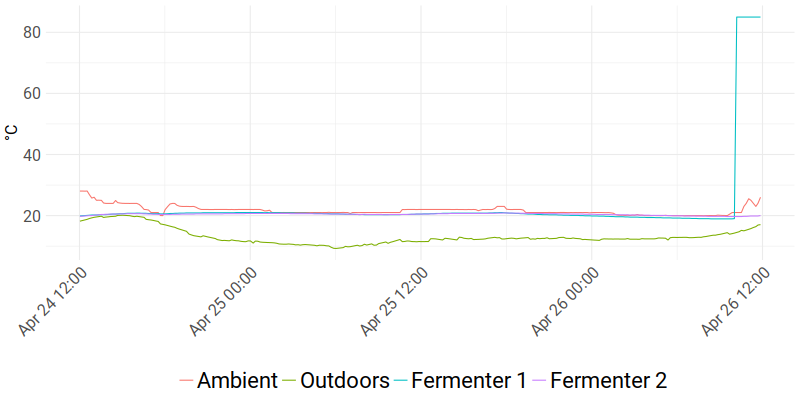 80
60
40
20
°C
Apr 24 12:00
Apr 25 00:00
Apr 25 12:00
Apr 26 00:00
Apr 26 12:00
Ambient Outdoors Fermenter 1 Fermenter 2